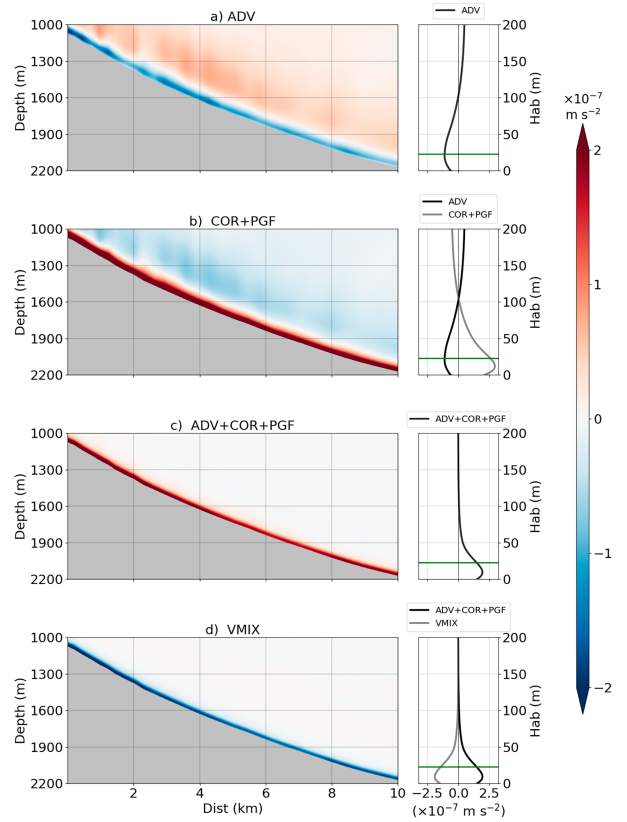 a) ADV
ADV
1000
1300
1600
1900
2200
Depth (m)
200
150
100
50
0
Hab (m)
×10⁻⁷
m s⁻²
2
1
0
−1
−2
b) COR+PGF
ADV
COR+PGF
1000
1300
1600
1900
2200
Depth (m)
200
150
100
50
0
Hab (m)
c) ADV+COR+PGF
ADV+COR+PGF
1000
1300
1600
1900
2200
Depth (m)
200
150
100
50
0
Hab (m)
d) VMIX
ADV+COR+PGF
VMIX
1000
1300
1600
1900
2200
Depth (m)
200
150
100
50
0
Hab (m)
2 4 6 8 10
Dist (km)
−2.5 0.0 2.5
(×10⁻⁷ m s⁻²)